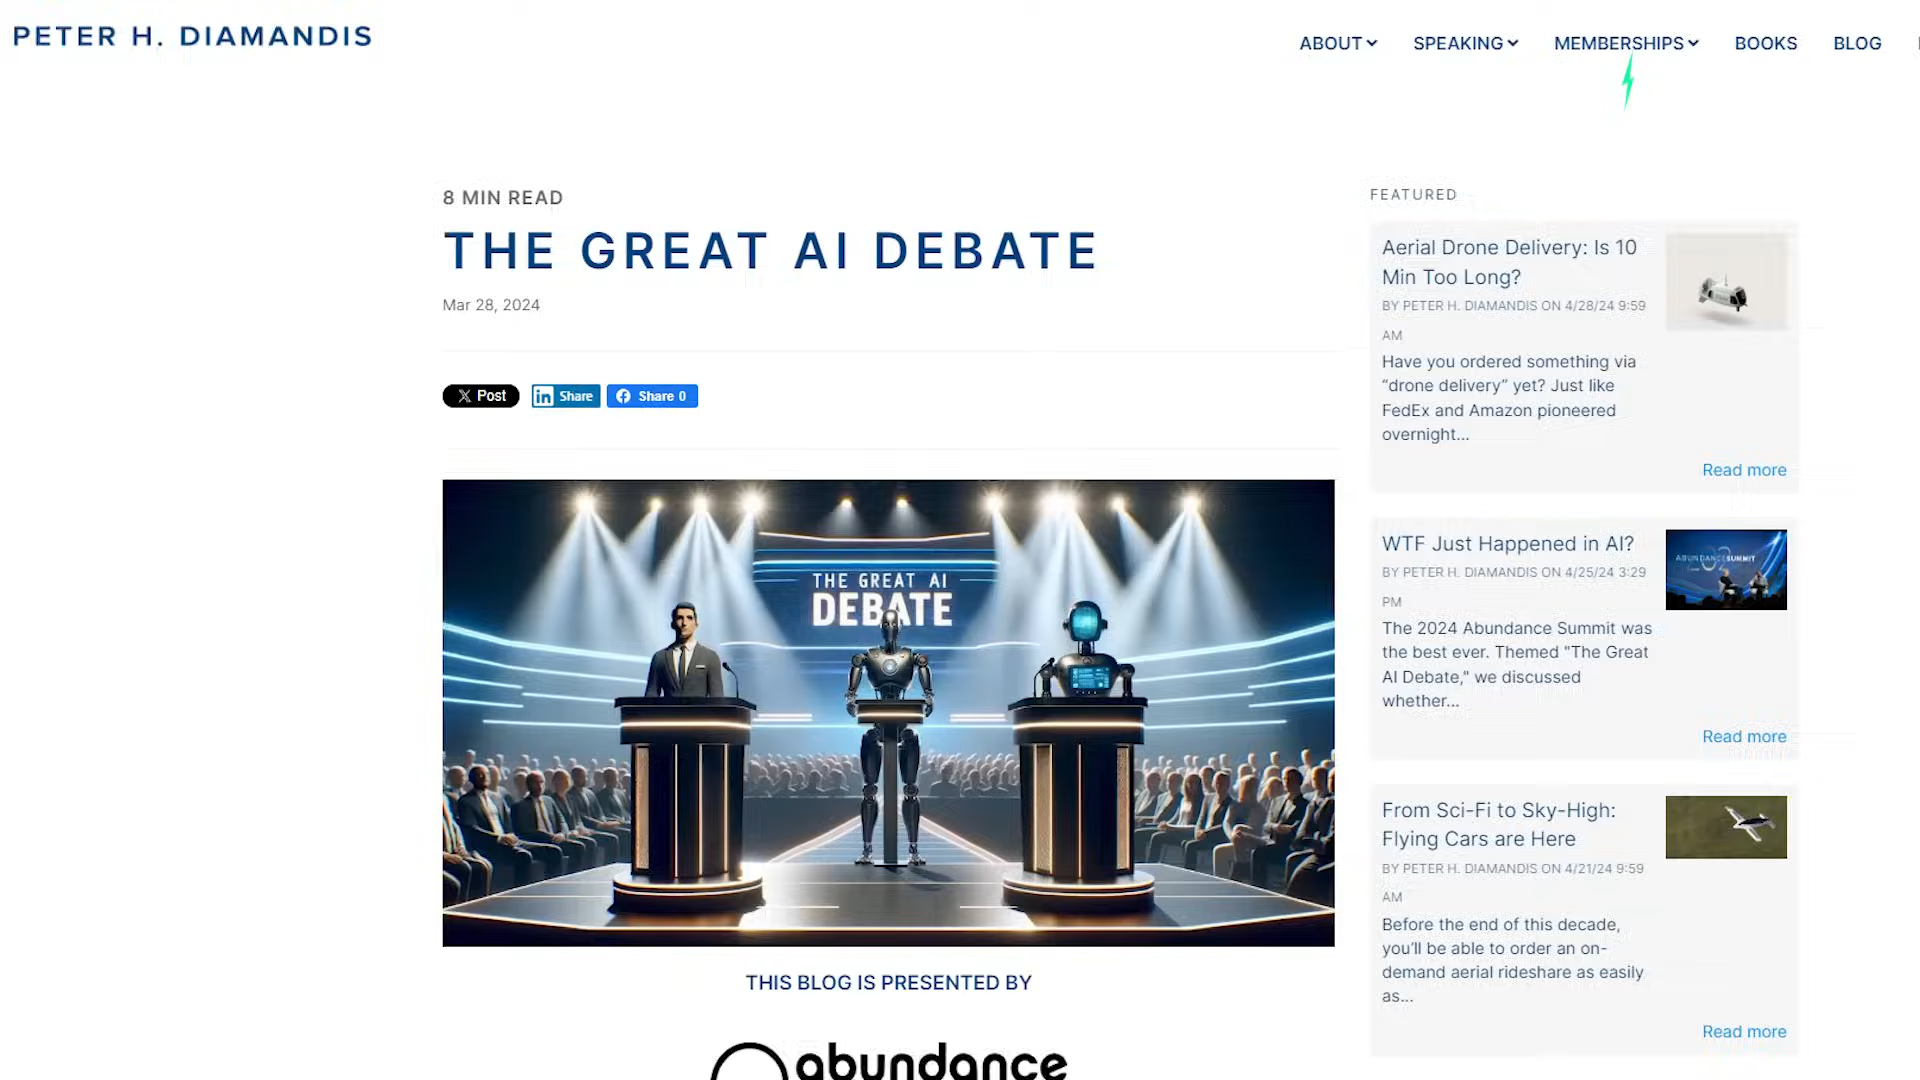 PETER H. DIAMANDIS
ABOUT SPEAKING MEMBERSHIPS BOOKS BLOG
8 MIN READ
THE GREAT AI DEBATE
Mar 28, 2024
Post Share Share 0
THE GREAT AI
DEBATE
THIS BLOG IS PRESENTED BY
abundance
FEATURED
Aerial Drone Delivery: Is 10
Min Too Long?
BY PETER H. DIAMANDIS ON 4/28/24 9:59
AM
Have you ordered something via
“drone delivery” yet? Just like
FedEx and Amazon pioneered
overnight...
Read more
WTF Just Happened in AI?
BY PETER H. DIAMANDIS ON 4/25/24 3:29
PM
The 2024 Abundance Summit was
the best ever. Themed "The Great
AI Debate," we discussed
whether...
ABUNDANCE SUMMIT
Read more
From Sci-Fi to Sky-High:
Flying Cars are Here
BY PETER H. DIAMANDIS ON 4/21/24 9:59
AM
Before the end of this decade,
you’ll be able to order an on-
demand aerial rideshare as easily
as...
Read more